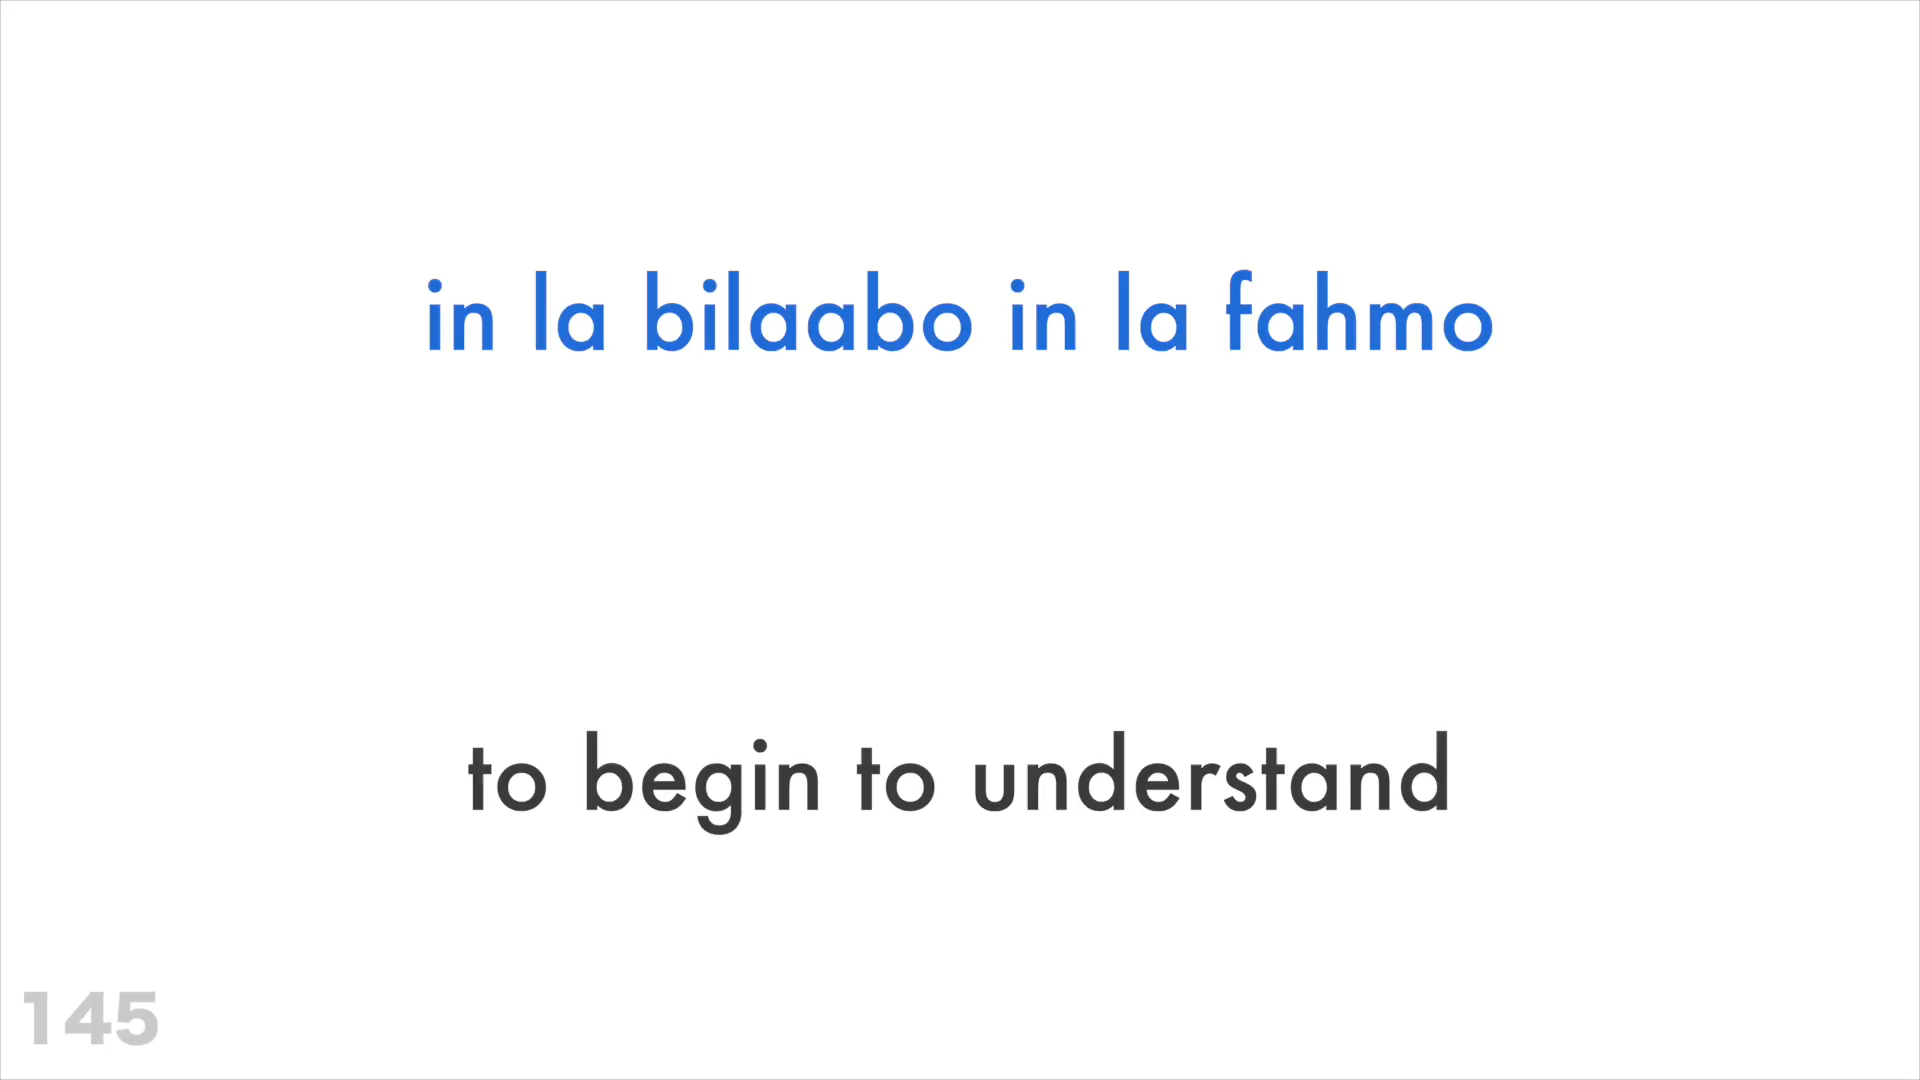 in la bilaabo in la fahmo
to begin to understand
145